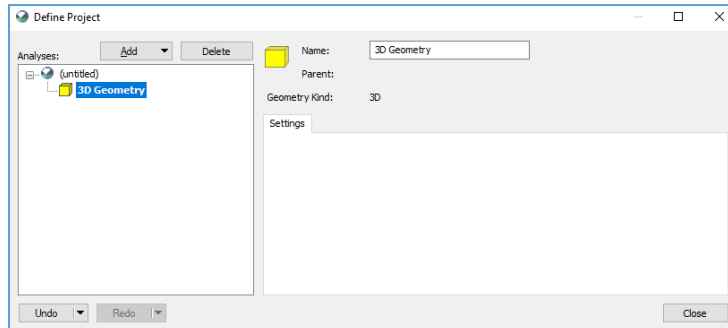 Define Project
Analyses:
Add
Delete
(untitled)
3D Geometry
Name:
3D Geometry
Parent:
Geometry Kind:
3D
Settings
Undo
Redo
Close